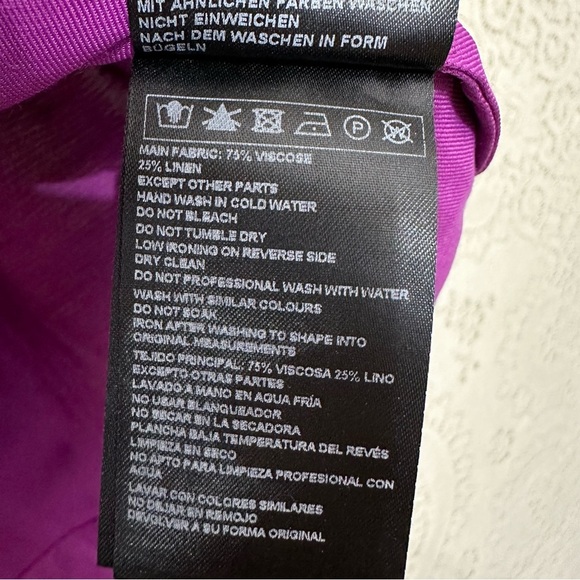 MIT ÄHNLICHEN FARBEN WASCHEN
NICHT EINWEICHEN
NACH DEM WASCHEN IN FORM
BÜGELN
P W
MAIN FABRIC: 75% VISCOSE
25% LINEN
EXCEPT OTHER PARTS
HAND WASH IN COLD WATER
DO NOT BLEACH
DO NOT TUMBLE DRY
LOW IRONING ON REVERSE SIDE
DRY CLEAN
DO NOT PROFESSIONAL WASH WITH WATER
WASH WITH SIMILAR COLOURS
DO NOT SOAK
IRON AFTER WASHING TO SHAPE INTO
ORIGINAL MEASUREMENTS
TEJIDO PRINCIPAL: 75% VISCOSA 25% LINO
EXCEPTO OTRAS PARTES
LAVADO A MANO EN AGUA FRÍA
NO USAR BLANQUEADOR
NO SECAR EN LA SECADORA
PLANCHA BAJA TEMPERATURA DEL REVÉS
LIMPIEZA EN SECO
NO APTO PARA LIMPIEZA PROFESIONAL CON
AGUA
LAVAR CON COLORES SIMILARES
NO DEJAR EN REMOJO
DEVOLVER A SU FORMA ORIGINAL